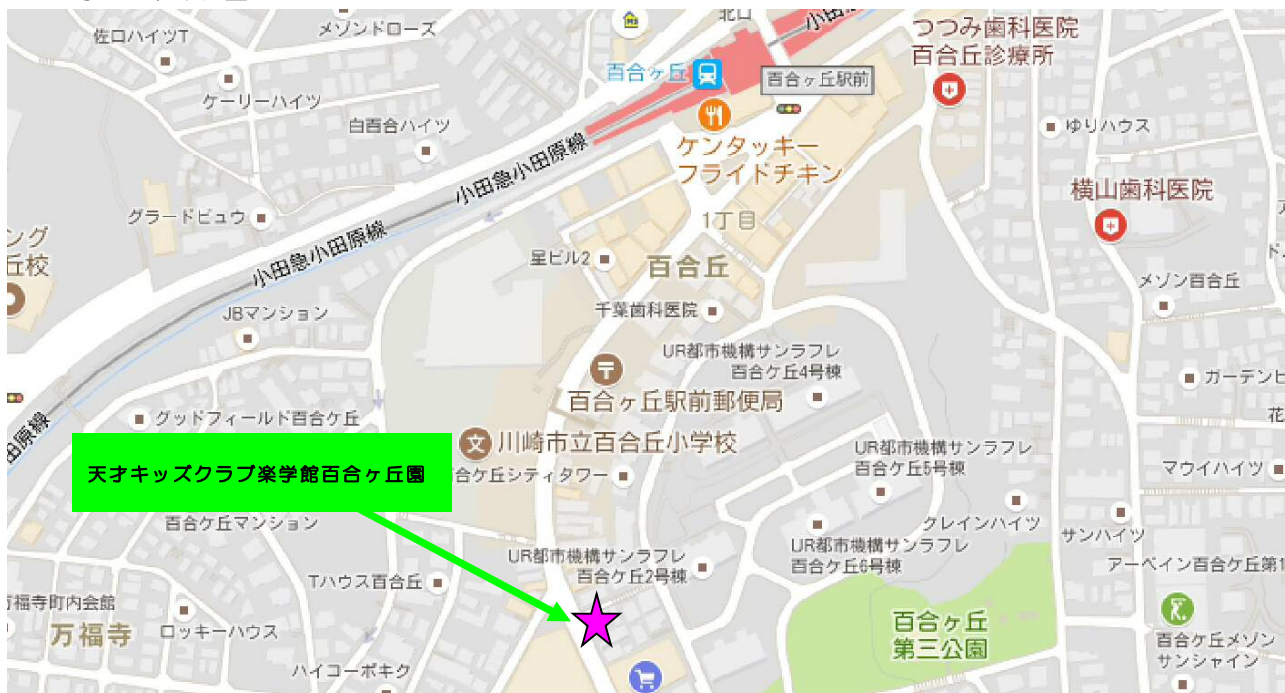 北口
佐口ハイツT
メゾンドローズ
つつみ歯科医院
百合丘診療所
百合ヶ丘
百合ヶ丘駅前
ケーリーハイツ
白百合ハイツ
ケンタッキー
フライドチキン
ゆりハウス
横山歯科医院
小田急小田原線
小田急小田原線
グラードビュウ
1丁目
星ビル2
百合丘
メゾン百合丘
JBマンション
千葉歯科医院
UR都市機構サンラフレ
百合ケ丘4号棟
百合ヶ丘駅前郵便局
グッドフィールド百合ケ丘
川崎市立百合丘小学校
UR都市機構サンラフレ
百合ケ丘5号棟
天才キッズクラブ楽学館百合ヶ丘園
合ケ丘シティタワー
マウイハイツ
百合ケ丘マンション
クレインハイツ
サンハイツ
UR都市機構サンラフレ
百合ケ丘6号棟
UR都市機構サンラフレ
百合ケ丘2号棟
アーベイン百合ケ丘第1
Tハウス百合丘
福寺町内会館
万福寺
ロッキーハウス
百合ヶ丘
第三公園
百合ケ丘メゾン
サンシャイン
ハイコーポキク